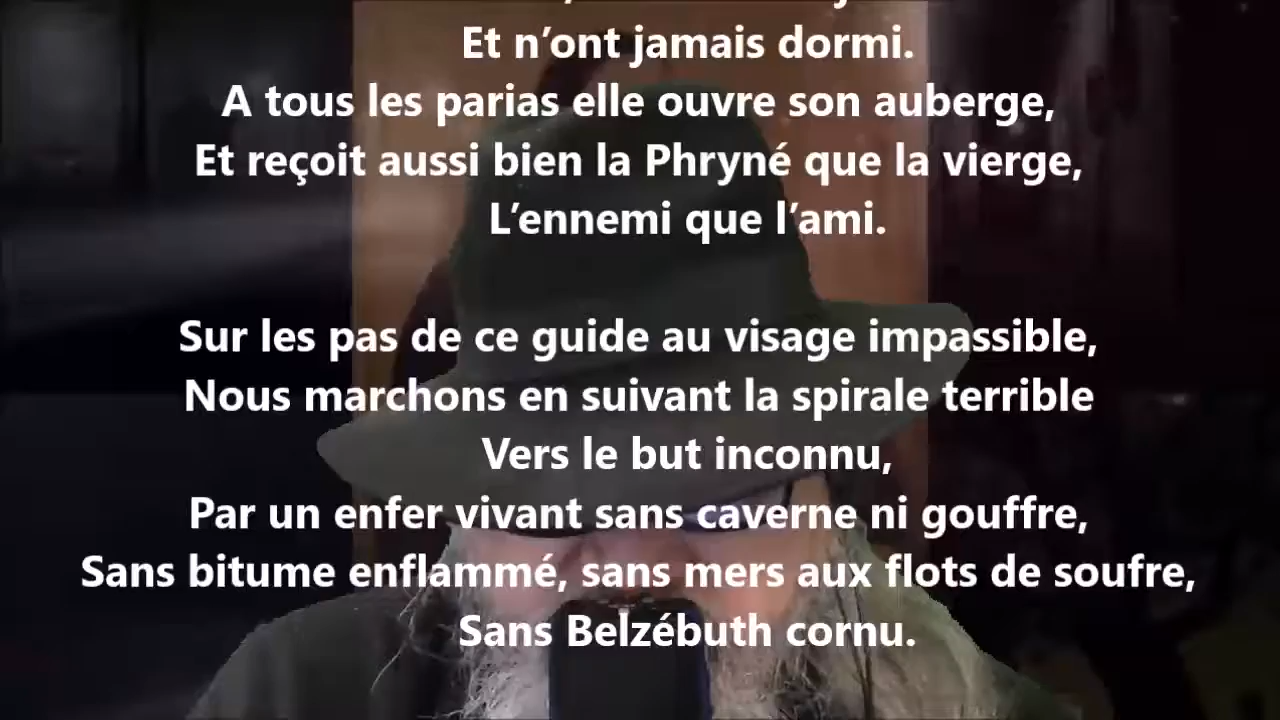 Et n’ont jamais dormi.
A tous les parias elle ouvre son auberge,
Et reçoit aussi bien la Phryné que la vierge,
L’ennemi que l’ami.
Sur les pas de ce guide au visage impassible,
Nous marchons en suivant la spirale terrible
Vers le but inconnu,
Par un enfer vivant sans caverne ni gouffre,
Sans bitume enflammé, sans mers aux flots de soufre,
Sans Belzébuth cornu.